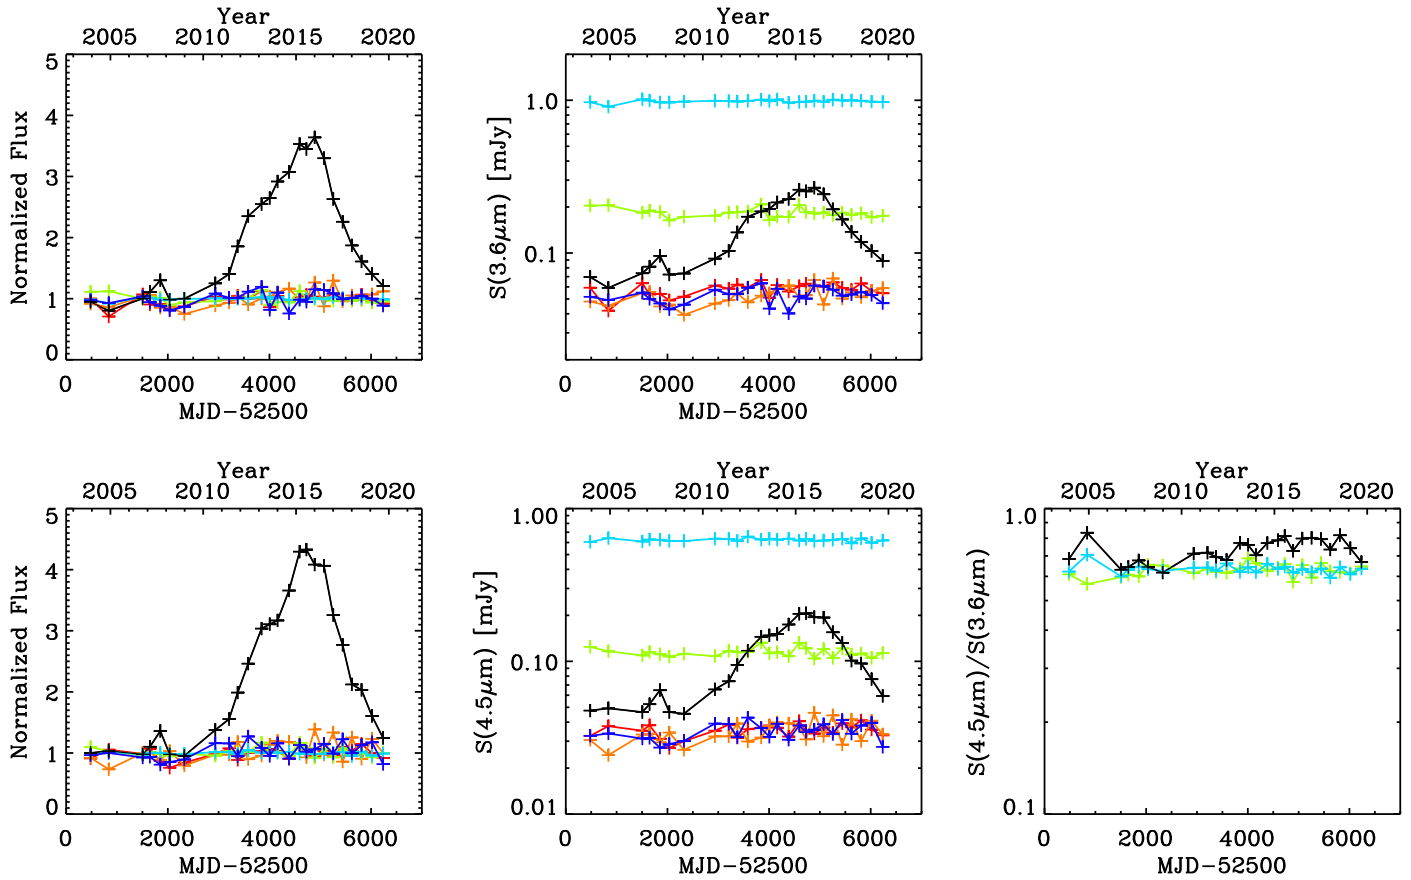 Year
2005 2010 2015 2020
Normalized Flux
5
4
3
2
1
0
0 2000 4000 6000
MJD-52500
Year
2005 2010 2015 2020
S(3.6μm) [mJy]
1.0
0.1
0 2000 4000 6000
MJD-52500
Year
2005 2010 2015 2020
Normalized Flux
5
4
3
2
1
0
0 2000 4000 6000
MJD-52500
Year
2005 2010 2015 2020
S(4.5μm) [mJy]
1.00
0.10
0.01
0 2000 4000 6000
MJD-52500
Year
2005 2010 2015 2020
S(4.5μm)/S(3.6μm)
1.0
0.1
0 2000 4000 6000
MJD-52500